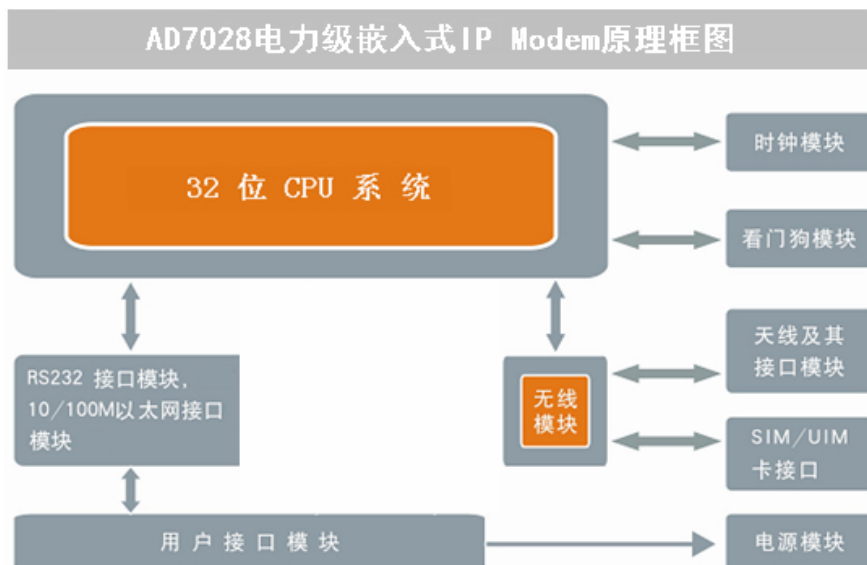 AD7028电力级嵌入式IP Modem原理框图
32 位 CPU 系 统
时钟模块
看门狗模块
天线及其
接口模块
RS232 接口模块,
10/100M以太网接口
模块
无线
模块
SIM/UIM
卡接口
用 户 接 口 模 块
电源模块